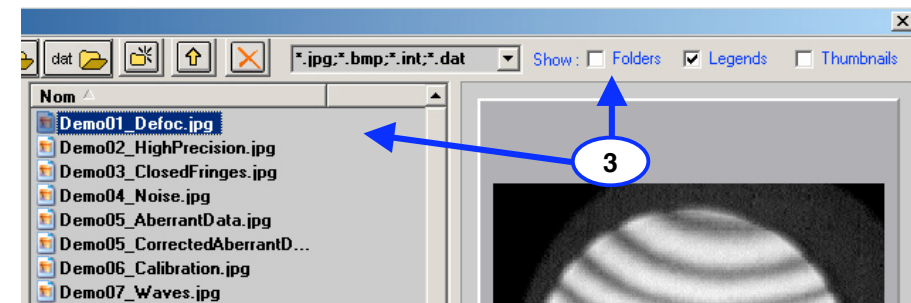 dat
*.jpg;*.bmp;*.int;*.dat
Show : Folders Legends Thumbnails
Nom
Demo01_Defoc.jpg
Demo02_HighPrecision.jpg
Demo03_ClosedFringes.jpg
Demo04_Noise.jpg
Demo05_AberrantData.jpg
Demo05_CorrectedAberrantD...
Demo06_Calibration.jpg
Demo07_Waves.jpg
3